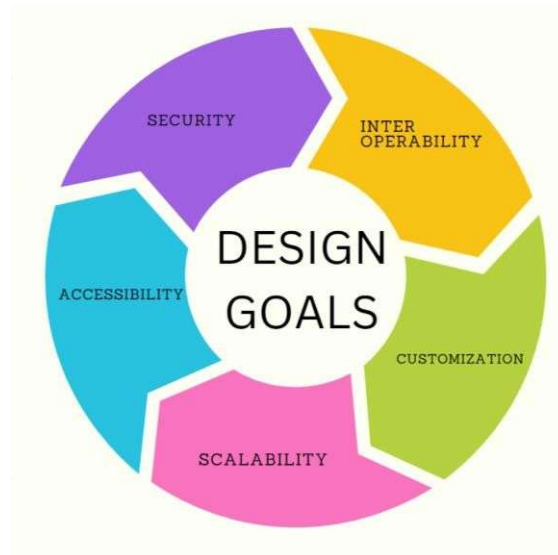 SECURITY
INTER
OPERABILITY
DESIGN
GOALS
ACCESSIBILITY
CUSTOMIZATION
SCALABILITY